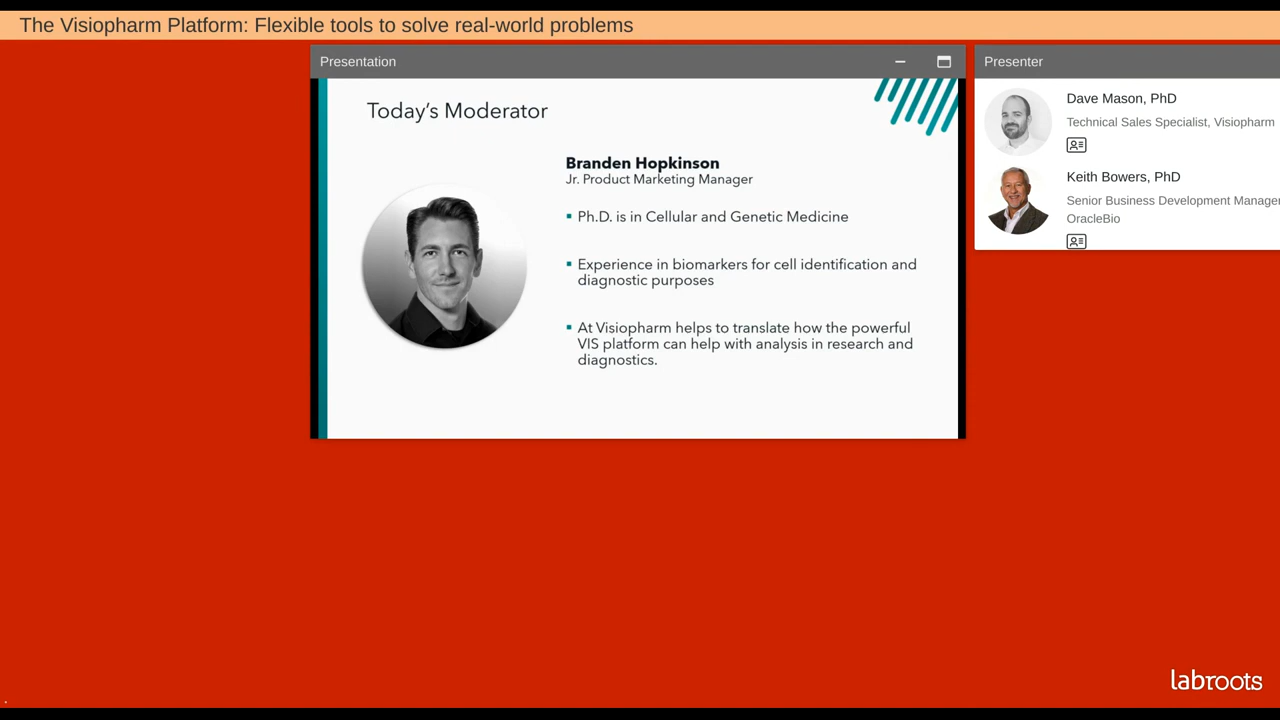 The Visiopharm Platform: Flexible tools to solve real-world problems
Presentation
Today's Moderator
Branden Hopkinson
Jr. Product Marketing Manager
Ph.D. is in Cellular and Genetic Medicine
Experience in biomarkers for cell identification and
diagnostic purposes
At Visiopharm helps to translate how the powerful
VIS platform can help with analysis in research and
diagnostics.
Presenter
Dave Mason, PhD
Technical Sales Specialist, Visiopharm
Keith Bowers, PhD
Senior Business Development Manager
OracleBio
labroots